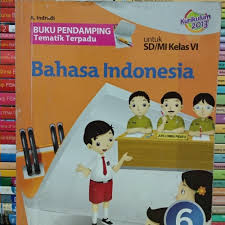 BUKU PENDAMPING
Tematik Terpadu
Kurikulum
2013
untuk
SD/MI Kelas VI
Bahasa Indonesia
6